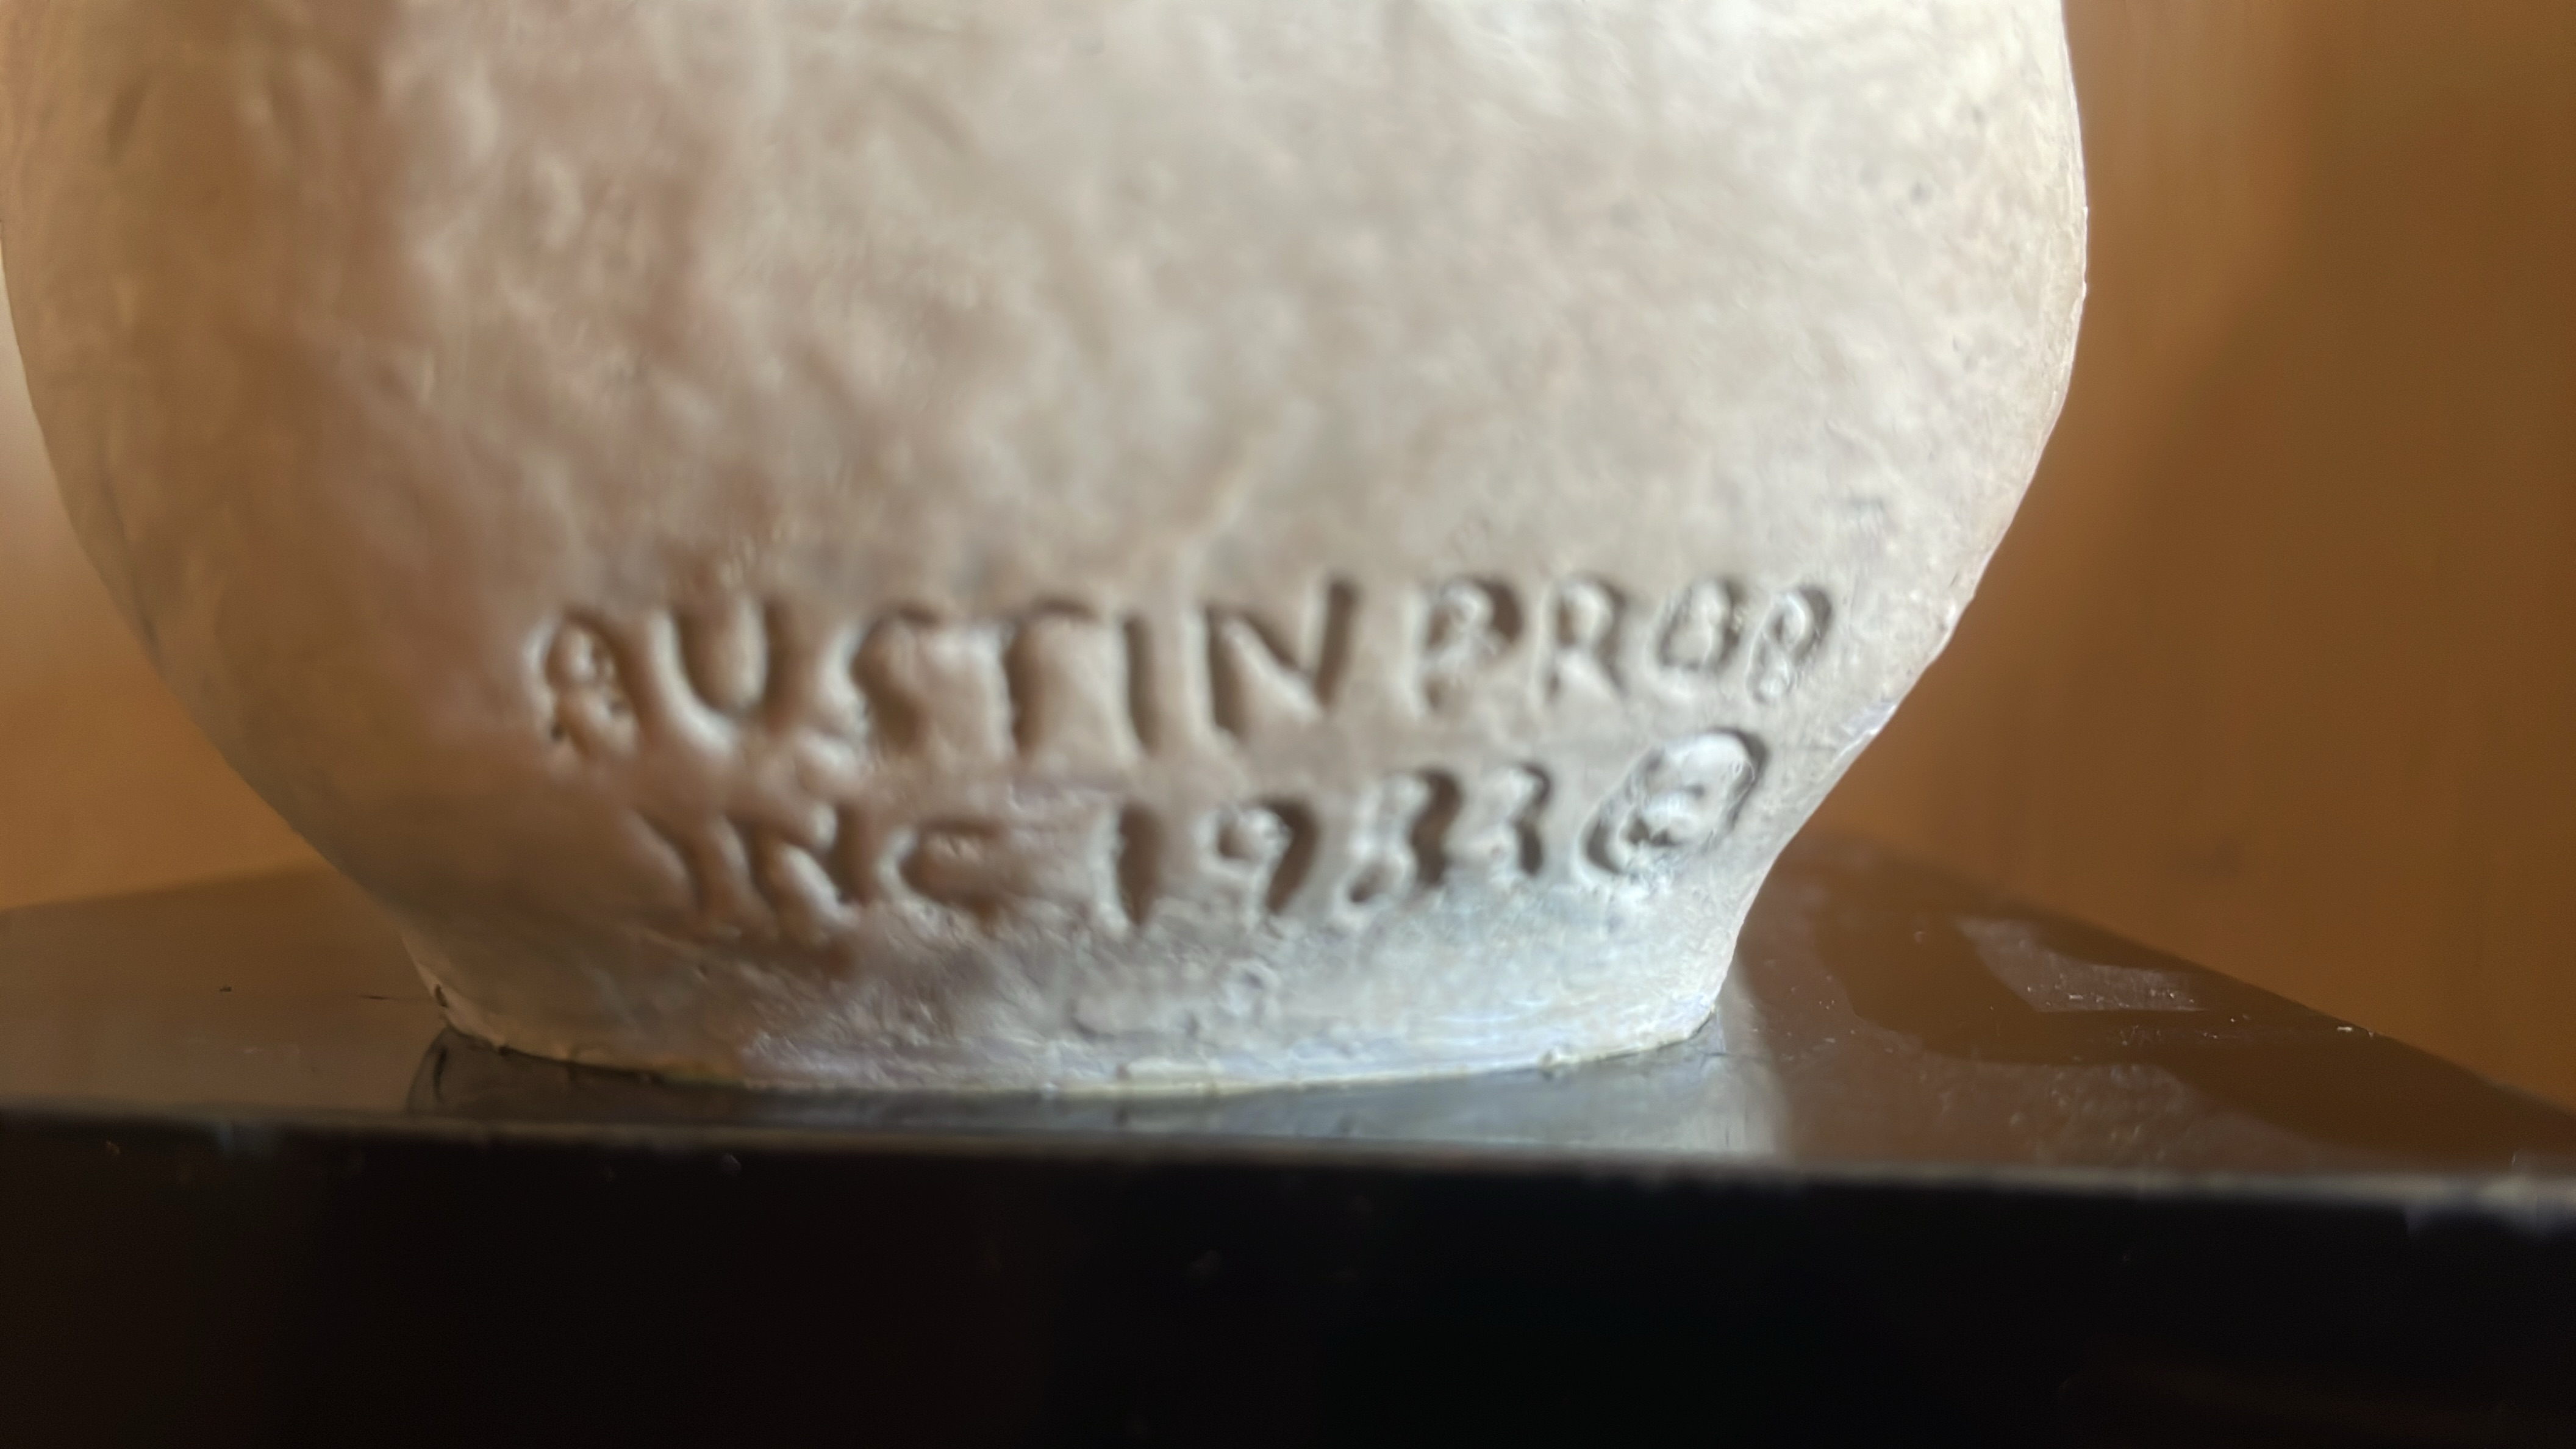 AUSTIN PROD
INC 1983 ©